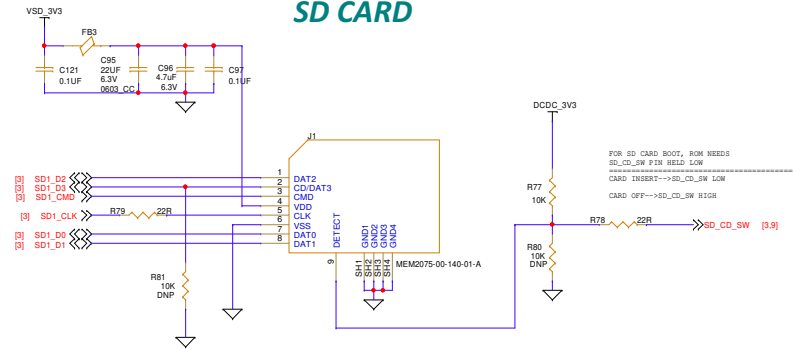 SD CARD
VSD_3V3
FB3
C121
0.1UF
C95
22UF
6.3V
0603_CC
C96
4.7uF
6.3V
C97
0.1UF
J1
DCDC_3V3
FOR SD CARD BOOT, ROM NEEDS
SD_CD_SW PIN HELD LOW
=========================================
CARD INSERT-->SD_CD_SW LOW
CARD OFF-->SD_CD_SW HIGH
[3] SD1_D2
[3] SD1_D3
[3] SD1_CMD
[3] SD1_CLK
R79
22R
[3] SD1_D0
[3] SD1_D1
1 DAT2
2 CD/DAT3
3 CMD
4 VDD
5 CLK
6 VSS
7 DAT0
8 DAT1
DETECT
9
GND1
GND2
GND3
GND4
SH1
SH2
SH3
SH4
MEM2075-00-140-01-A
R77
10K
R78
22R
SD_CD_SW [3,9]
R80
10K
DNP
R81
10K
DNP